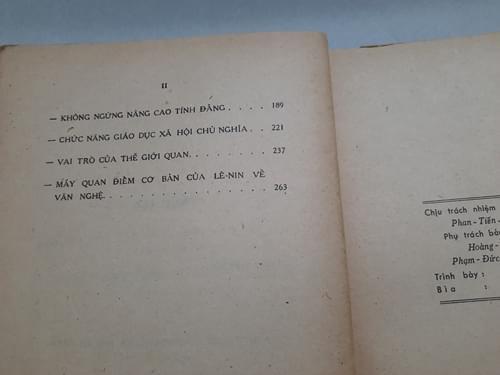 II
— KHÔNG NGỪNG NÂNG CAO TÍNH ĐẢNG . . . . 189
— CHỨC NĂNG GIÁO DỤC XÃ HỘI CHỦ NGHĨA . . 221
— VAI TRÒ CỦA THẾ GIỚI QUAN. . . . . . . . 237
— MẤY QUAN ĐIỂM CƠ BẢN CỦA LÊ-NIN VỀ
VĂN NGHỆ. . . . . . . . . . . . . . . . 263
Chịu trách nhiệm
Phan-Tiến-
Phụ trách bả
Hoàng-
Phạm-Đức
Trình bày :
Bìa :